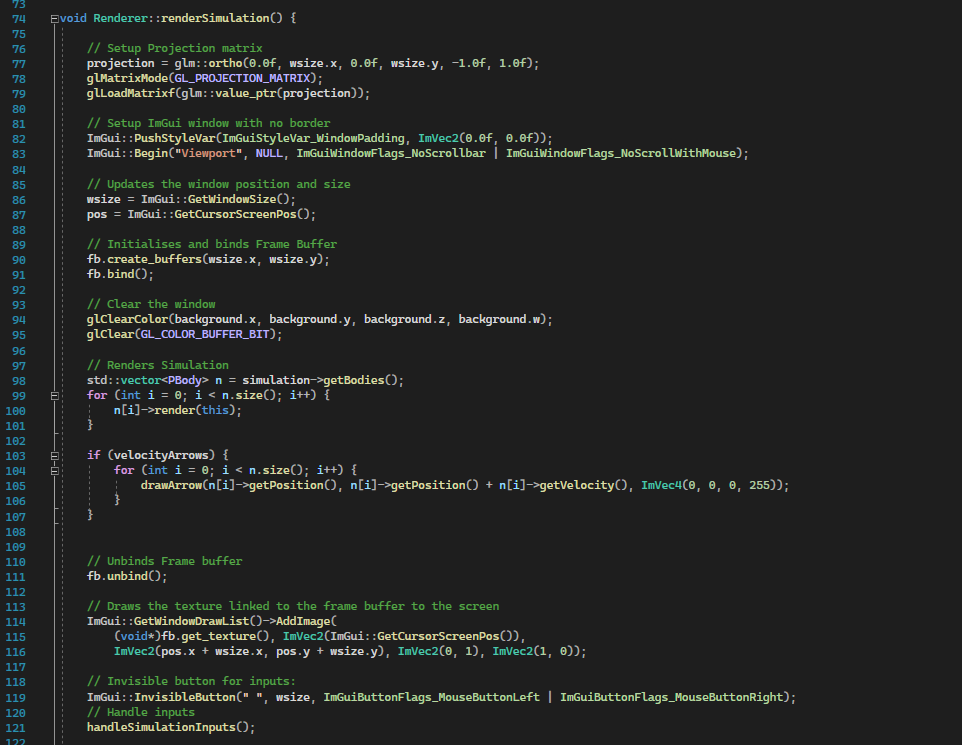 73
74 void Renderer::renderSimulation() {
75
76     // Setup Projection matrix
77     projection = glm::ortho(0.0f, wsize.x, 0.0f, wsize.y, -1.0f, 1.0f);
78     glMatrixMode(GL_PROJECTION_MATRIX);
79     glLoadMatrixf(glm::value_ptr(projection));
80
81     // Setup ImGui window with no border
82     ImGui::PushStyleVar(ImGuiStyleVar_WindowPadding, ImVec2(0.0f, 0.0f));
83     ImGui::Begin("Viewport", NULL, ImGuiWindowFlags_NoScrollbar | ImGuiWindowFlags_NoScrollWithMouse);
84
85     // Updates the window position and size
86     wsize = ImGui::GetWindowSize();
87     pos = ImGui::GetCursorScreenPos();
88
89     // Initialises and binds Frame Buffer
90     fb.create_buffers(wsize.x, wsize.y);
91     fb.bind();
92
93     // Clear the window
94     glClearColor(background.x, background.y, background.z, background.w);
95     glClear(GL_COLOR_BUFFER_BIT);
96
97     // Renders Simulation
98     std::vector<PBody> n = simulation->getBodies();
99     for (int i = 0; i < n.size(); i++) {
100         n[i]->render(this);
101     }
102
103     if (velocityArrows) {
104         for (int i = 0; i < n.size(); i++) {
105             drawArrow(n[i]->getPosition(), n[i]->getPosition() + n[i]->getVelocity(), ImVec4(0, 0, 0, 255));
106         }
107     }
108
109
110     // Unbinds Frame buffer
111     fb.unbind();
112
113     // Draws the texture linked to the frame buffer to the screen
114     ImGui::GetWindowDrawList()->AddImage(
115         (void*)fb.get_texture(), ImVec2(ImGui::GetCursorScreenPos()),
116         ImVec2(pos.x + wsize.x, pos.y + wsize.y), ImVec2(0, 1), ImVec2(1, 0));
117
118     // Invisible button for inputs:
119     ImGui::InvisibleButton(" ", wsize, ImGuiButtonFlags_MouseButtonLeft | ImGuiButtonFlags_MouseButtonRight);
120     // Handle inputs
121     handleSimulationInputs();
122